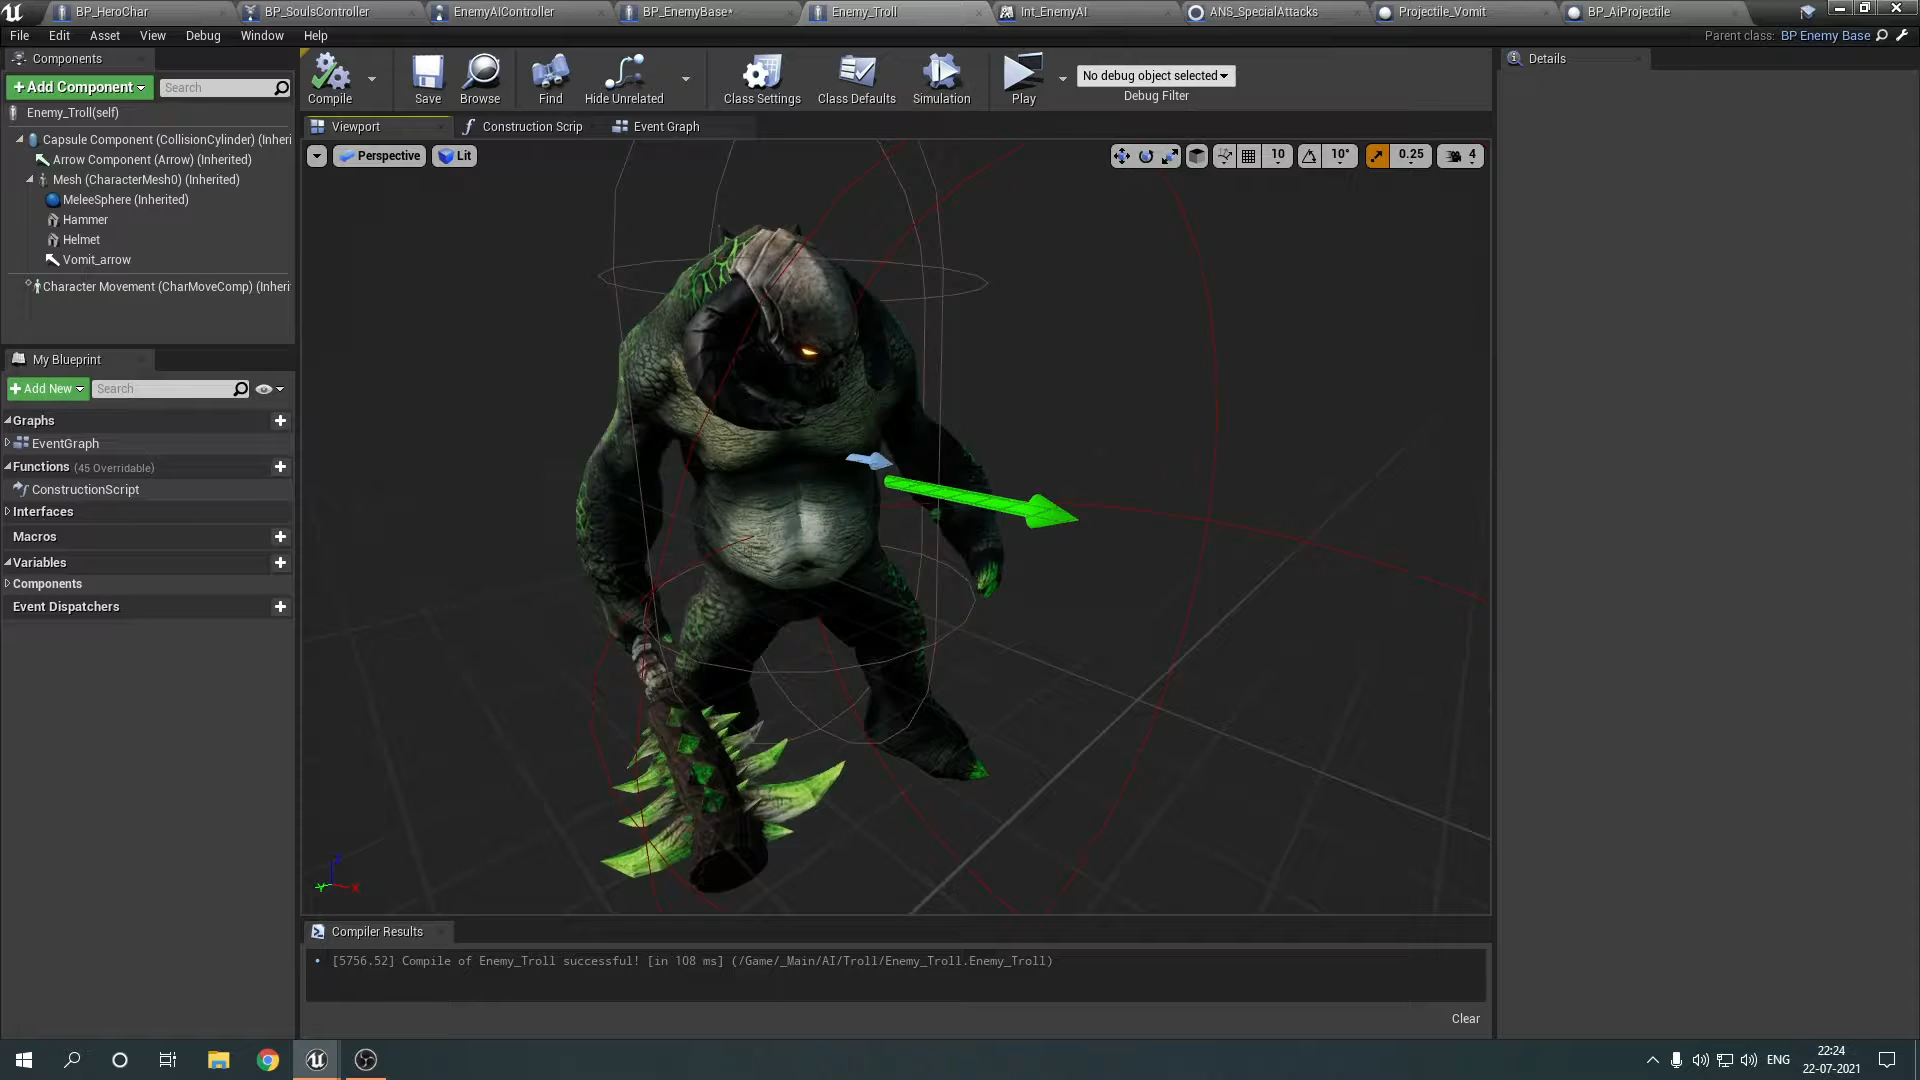 BP_HeroChar
BP_SoulsController
EnemyAIController
BP_EnemyBase*
Enemy_Troll
Int_EnemyAI
ANS_SpecialAttacks
Projectile_Vomit
BP_AiProjectile
File
Edit
Asset
View
Debug
Window
Help
Parent class: BP Enemy Base
Components
+Add Component
Search
Enemy_Troll(self)
Capsule Component (CollisionCylinder) (Inheri
Arrow Component (Arrow) (Inherited)
Mesh (CharacterMesh0) (Inherited)
MeleeSphere (Inherited)
Hammer
Helmet
Vomit_arrow
Character Movement (CharMoveComp) (Inheri
My Blueprint
+Add New
Search
Graphs
EventGraph
Functions (45 Overridable)
ConstructionScript
Interfaces
Macros
Variables
Components
Event Dispatchers
Compile
Save
Browse
Find
Hide Unrelated
Class Settings
Class Defaults
Simulation
Play
No debug object selected
Debug Filter
Viewport
Construction Scrip
Event Graph
Perspective
Lit
10
10°
0.25
4
Z
Y
X
Compiler Results
[5756.52] Compile of Enemy_Troll successful! [in 108 ms] (/Game/_Main/AI/Troll/Enemy_Troll.Enemy_Troll)
Clear
Details
ENG
22:24
22-07-2021